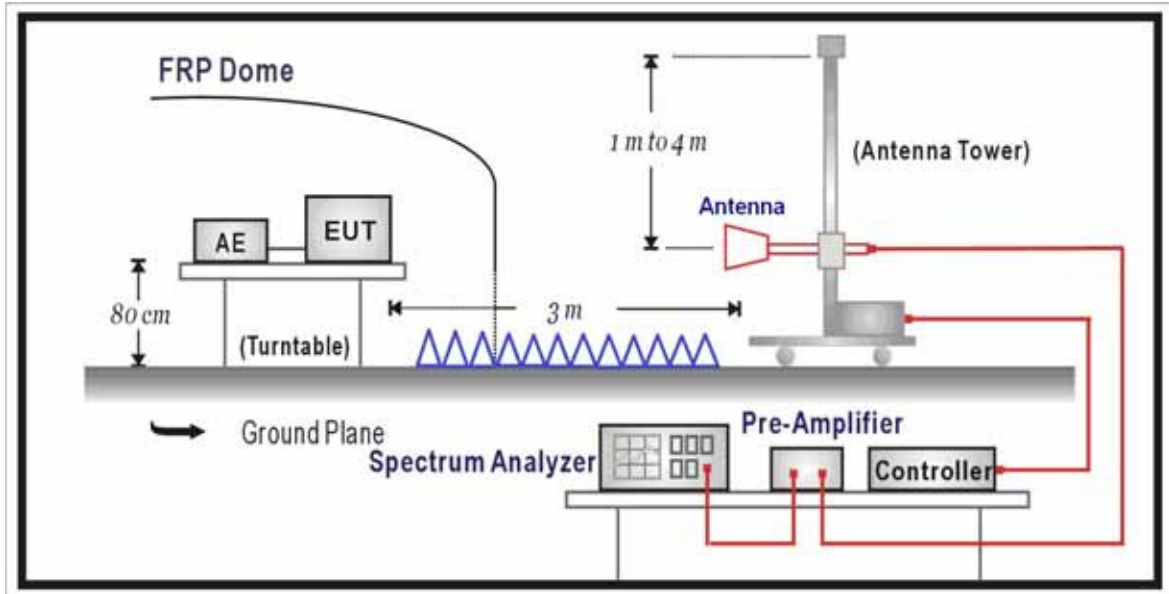 FRP Dome
1 m to 4 m
(Antenna Tower)
Antenna
AE
EUT
80 cm
3 m
(Turntable)
Ground Plane
Pre-Amplifier
Spectrum Analyzer
Controller